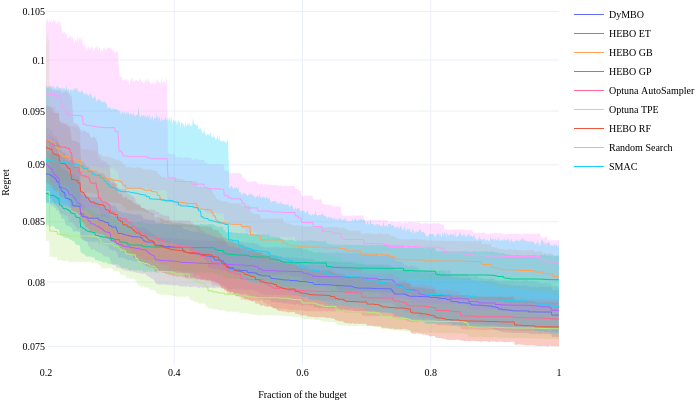 0.105
0.1
0.095
0.09
0.085
0.08
0.075
Regret
0.2
0.4
0.6
0.8
1
Fraction of the budget
DyMBO
HEBO ET
HEBO GB
HEBO GP
Optuna AutoSampler
Optuna TPE
HEBO RF
Random Search
SMAC